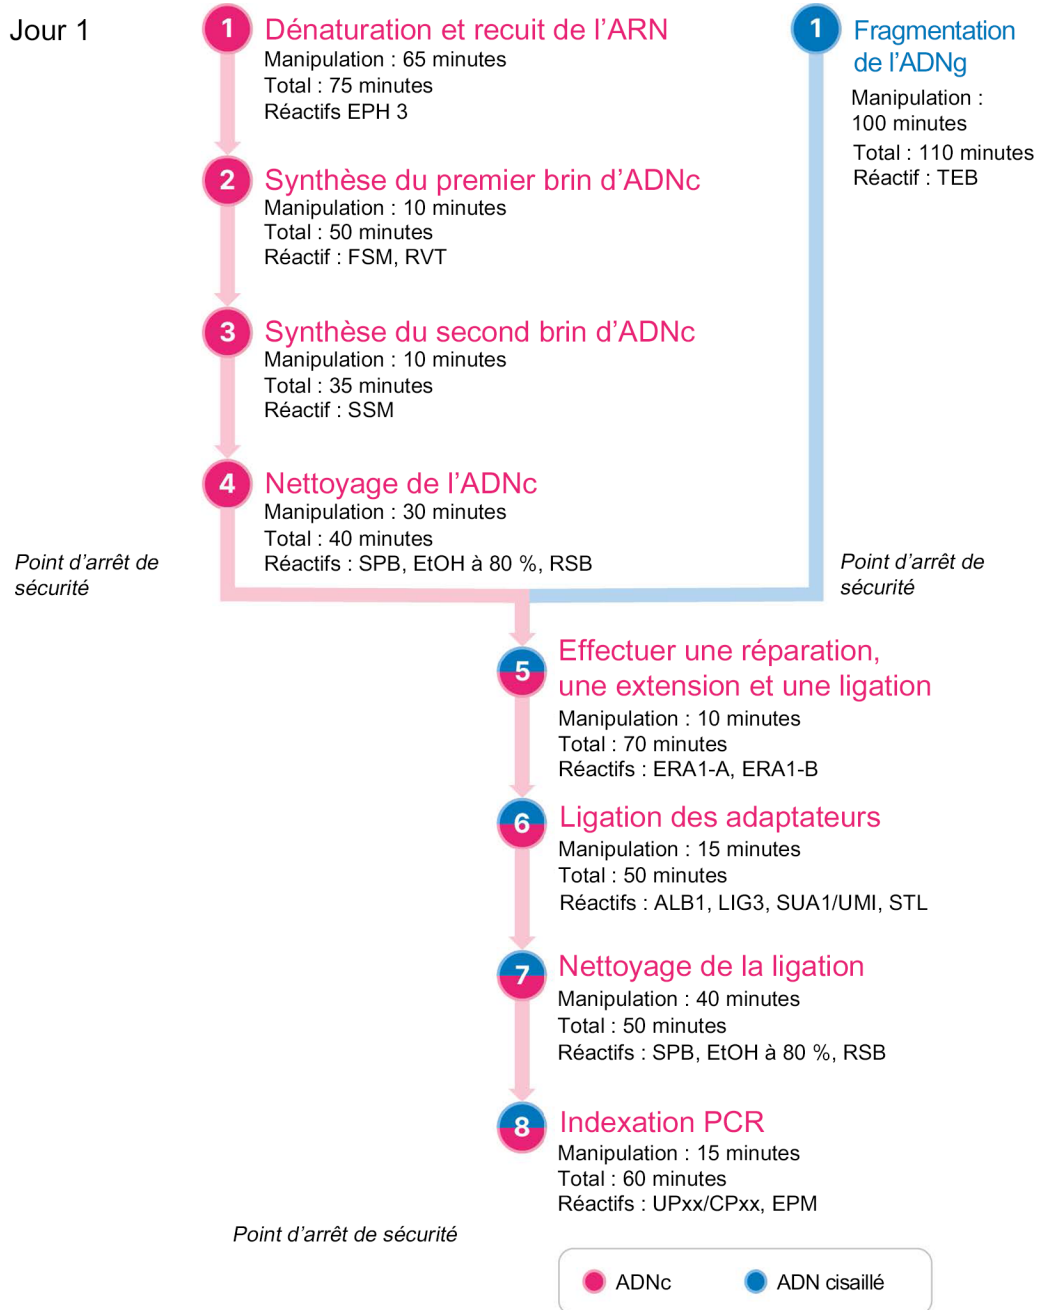 Jour 1
1
Dénaturation et recuit de l'ARN
Manipulation : 65 minutes
Total : 75 minutes
Réactifs EPH 3
1
Fragmentation
de l'ADNg
Manipulation :
100 minutes
Total : 110 minutes
Réactif : TEB
2
Synthèse du premier brin d'ADNc
Manipulation : 10 minutes
Total : 50 minutes
Réactif : FSM, RVT
3
Synthèse du second brin d'ADNc
Manipulation : 10 minutes
Total : 35 minutes
Réactif : SSM
4
Nettoyage de l'ADNc
Manipulation : 30 minutes
Total : 40 minutes
Réactifs : SPB, EtOH à 80 %, RSB
Point d'arrêt de
sécurité
Point d'arrêt de
sécurité
5
Effectuer une réparation,
une extension et une ligation
Manipulation : 10 minutes
Total : 70 minutes
Réactifs : ERA1-A, ERA1-B
6
Ligation des adaptateurs
Manipulation : 15 minutes
Total : 50 minutes
Réactifs : ALB1, LIG3, SUA1/UMI, STL
7
Nettoyage de la ligation
Manipulation : 40 minutes
Total : 50 minutes
Réactifs : SPB, EtOH à 80 %, RSB
8
Indexation PCR
Manipulation : 15 minutes
Total : 60 minutes
Réactifs : UPxx/CPxx, EPM
Point d'arrêt de sécurité
ADNc
ADN cisaillé